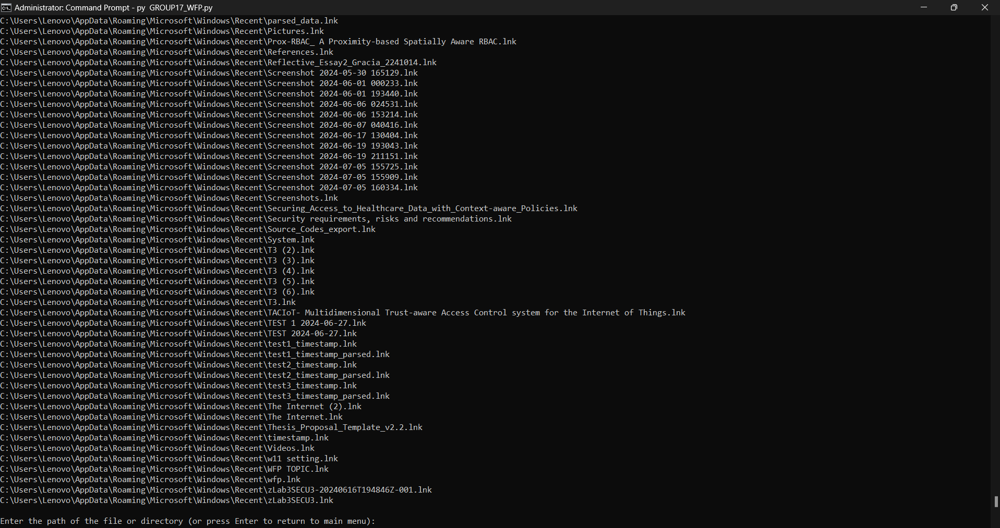 Administrator: Command Prompt - py  GROUP17_WFP.py
C:\Users\Lenovo\AppData\Roaming\Microsoft\Windows\Recent\parsed_data.lnk
C:\Users\Lenovo\AppData\Roaming\Microsoft\Windows\Recent\Pictures.lnk
C:\Users\Lenovo\AppData\Roaming\Microsoft\Windows\Recent\Prox-RBAC_ A Proximity-based Spatially Aware RBAC.lnk
C:\Users\Lenovo\AppData\Roaming\Microsoft\Windows\Recent\References.lnk
C:\Users\Lenovo\AppData\Roaming\Microsoft\Windows\Recent\Reflective_Essay2_Gracia_2241014.lnk
C:\Users\Lenovo\AppData\Roaming\Microsoft\Windows\Recent\Screenshot 2024-05-30 165129.lnk
C:\Users\Lenovo\AppData\Roaming\Microsoft\Windows\Recent\Screenshot 2024-06-01 000233.lnk
C:\Users\Lenovo\AppData\Roaming\Microsoft\Windows\Recent\Screenshot 2024-06-01 193440.lnk
C:\Users\Lenovo\AppData\Roaming\Microsoft\Windows\Recent\Screenshot 2024-06-06 024531.lnk
C:\Users\Lenovo\AppData\Roaming\Microsoft\Windows\Recent\Screenshot 2024-06-06 153214.lnk
C:\Users\Lenovo\AppData\Roaming\Microsoft\Windows\Recent\Screenshot 2024-06-07 040416.lnk
C:\Users\Lenovo\AppData\Roaming\Microsoft\Windows\Recent\Screenshot 2024-06-17 130404.lnk
C:\Users\Lenovo\AppData\Roaming\Microsoft\Windows\Recent\Screenshot 2024-06-19 193043.lnk
C:\Users\Lenovo\AppData\Roaming\Microsoft\Windows\Recent\Screenshot 2024-06-19 211151.lnk
C:\Users\Lenovo\AppData\Roaming\Microsoft\Windows\Recent\Screenshot 2024-07-05 155725.lnk
C:\Users\Lenovo\AppData\Roaming\Microsoft\Windows\Recent\Screenshot 2024-07-05 155909.lnk
C:\Users\Lenovo\AppData\Roaming\Microsoft\Windows\Recent\Screenshot 2024-07-05 160334.lnk
C:\Users\Lenovo\AppData\Roaming\Microsoft\Windows\Recent\Screenshots.lnk
C:\Users\Lenovo\AppData\Roaming\Microsoft\Windows\Recent\Securing_Access_to_Healthcare_Data_with_Context-aware_Policies.lnk
C:\Users\Lenovo\AppData\Roaming\Microsoft\Windows\Recent\Security requirements, risks and recommendations.lnk
C:\Users\Lenovo\AppData\Roaming\Microsoft\Windows\Recent\Source_Codes_export.lnk
C:\Users\Lenovo\AppData\Roaming\Microsoft\Windows\Recent\System.lnk
C:\Users\Lenovo\AppData\Roaming\Microsoft\Windows\Recent\T3 (2).lnk
C:\Users\Lenovo\AppData\Roaming\Microsoft\Windows\Recent\T3 (3).lnk
C:\Users\Lenovo\AppData\Roaming\Microsoft\Windows\Recent\T3 (4).lnk
C:\Users\Lenovo\AppData\Roaming\Microsoft\Windows\Recent\T3 (5).lnk
C:\Users\Lenovo\AppData\Roaming\Microsoft\Windows\Recent\T3 (6).lnk
C:\Users\Lenovo\AppData\Roaming\Microsoft\Windows\Recent\T3.lnk
C:\Users\Lenovo\AppData\Roaming\Microsoft\Windows\Recent\TACIoT- Multidimensional Trust-aware Access Control system for the Internet of Things.lnk
C:\Users\Lenovo\AppData\Roaming\Microsoft\Windows\Recent\TEST 1 2024-06-27.lnk
C:\Users\Lenovo\AppData\Roaming\Microsoft\Windows\Recent\TEST 2024-06-27.lnk
C:\Users\Lenovo\AppData\Roaming\Microsoft\Windows\Recent\test1_timestamp.lnk
C:\Users\Lenovo\AppData\Roaming\Microsoft\Windows\Recent\test1_timestamp_parsed.lnk
C:\Users\Lenovo\AppData\Roaming\Microsoft\Windows\Recent\test2_timestamp.lnk
C:\Users\Lenovo\AppData\Roaming\Microsoft\Windows\Recent\test2_timestamp_parsed.lnk
C:\Users\Lenovo\AppData\Roaming\Microsoft\Windows\Recent\test3_timestamp.lnk
C:\Users\Lenovo\AppData\Roaming\Microsoft\Windows\Recent\test3_timestamp_parsed.lnk
C:\Users\Lenovo\AppData\Roaming\Microsoft\Windows\Recent\The Internet (2).lnk
C:\Users\Lenovo\AppData\Roaming\Microsoft\Windows\Recent\The Internet.lnk
C:\Users\Lenovo\AppData\Roaming\Microsoft\Windows\Recent\Thesis_Proposal_Template_v2.2.lnk
C:\Users\Lenovo\AppData\Roaming\Microsoft\Windows\Recent\timestamp.lnk
C:\Users\Lenovo\AppData\Roaming\Microsoft\Windows\Recent\Videos.lnk
C:\Users\Lenovo\AppData\Roaming\Microsoft\Windows\Recent\w11 setting.lnk
C:\Users\Lenovo\AppData\Roaming\Microsoft\Windows\Recent\WFP TOPIC.lnk
C:\Users\Lenovo\AppData\Roaming\Microsoft\Windows\Recent\wfp.lnk
C:\Users\Lenovo\AppData\Roaming\Microsoft\Windows\Recent\zLab3SECU3-20240616T194846Z-001.lnk
C:\Users\Lenovo\AppData\Roaming\Microsoft\Windows\Recent\zLab3SECU3.lnk
Enter the path of the file or directory (or press Enter to return to main menu):